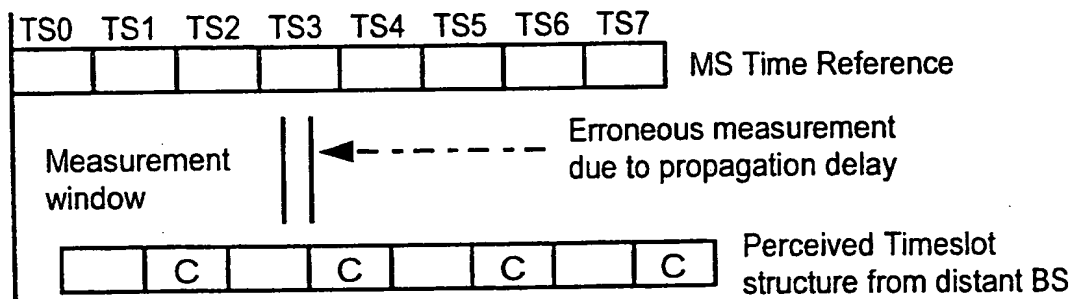 TS0 TS1 TS2 TS3 TS4 TS5 TS6 TS7
MS Time Reference
Measurement
window
Erroneous measurement
due to propagation delay
C C C C
Perceived Timeslot
structure from distant BS